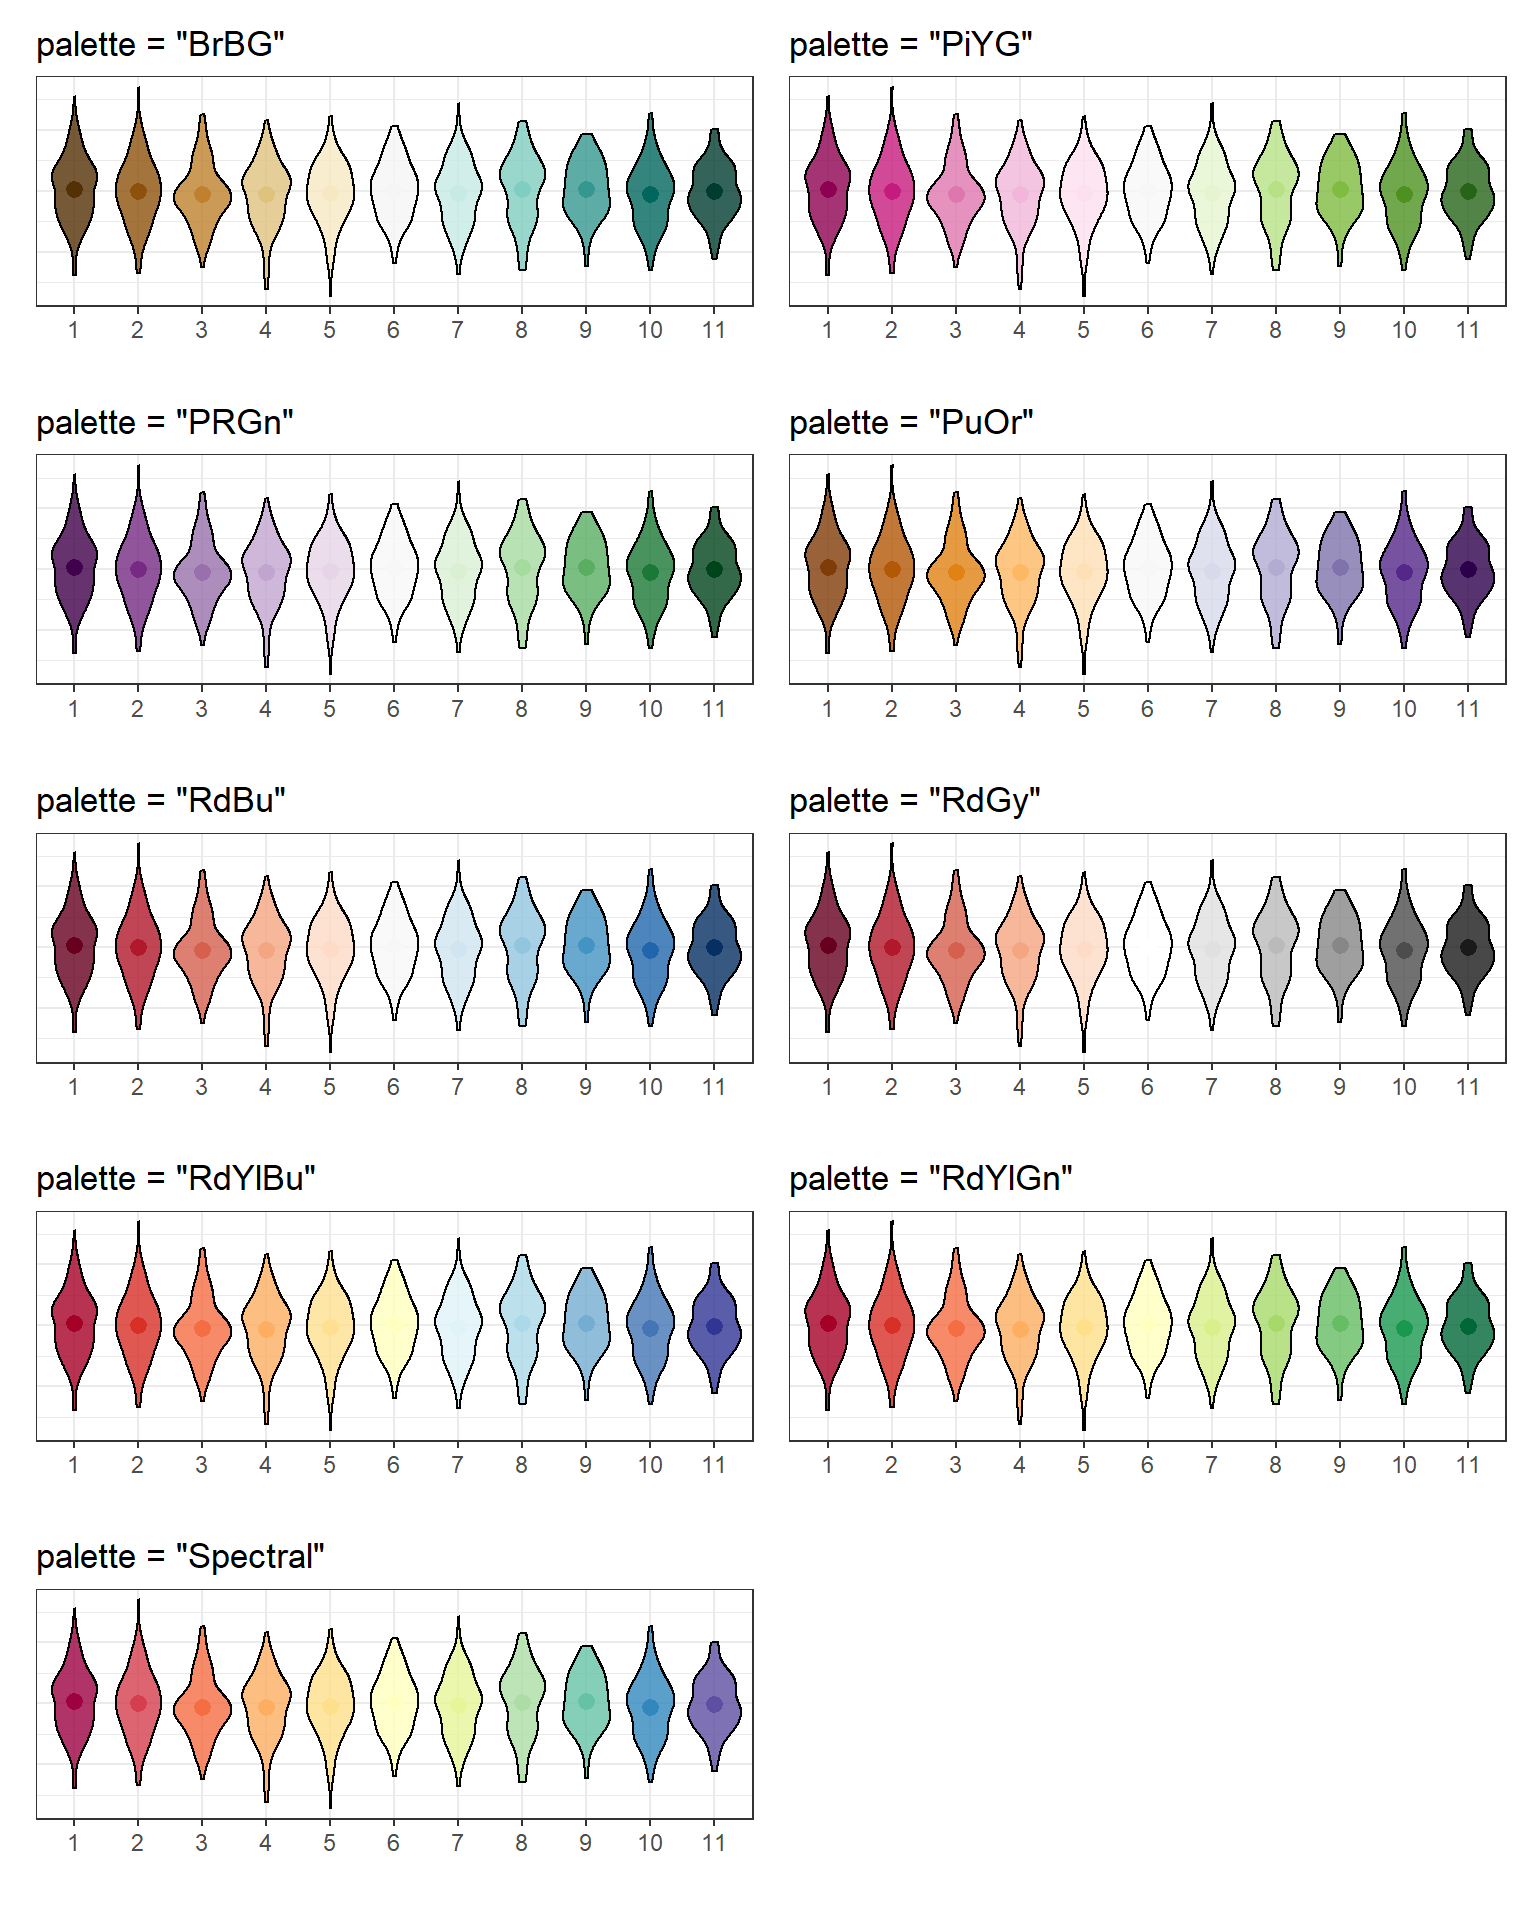 palette = "BrBG"
1 2 3 4 5 6 7 8 9 10 11
palette = "PiYG"
1 2 3 4 5 6 7 8 9 10 11
palette = "PRGn"
1 2 3 4 5 6 7 8 9 10 11
palette = "PuOr"
1 2 3 4 5 6 7 8 9 10 11
palette = "RdBu"
1 2 3 4 5 6 7 8 9 10 11
palette = "RdGy"
1 2 3 4 5 6 7 8 9 10 11
palette = "RdYlBu"
1 2 3 4 5 6 7 8 9 10 11
palette = "RdYlGn"
1 2 3 4 5 6 7 8 9 10 11
palette = "Spectral"
1 2 3 4 5 6 7 8 9 10 11